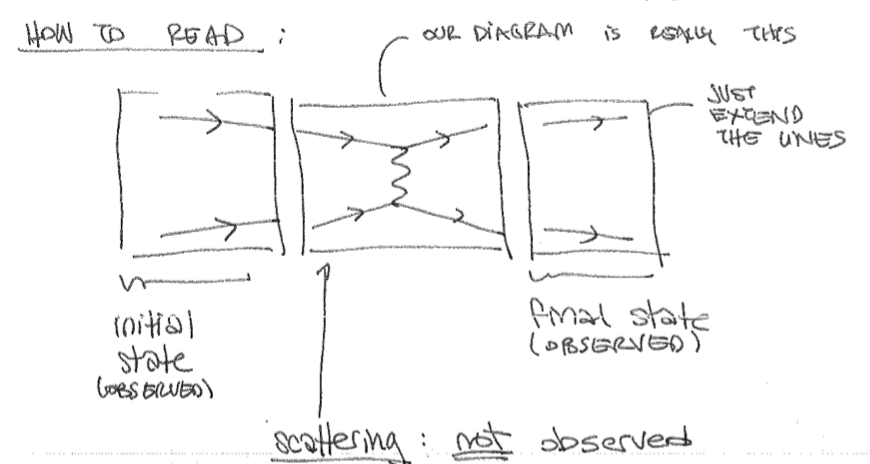 HOW TO READ :
OUR DIAGRAM is REALLY THIS
JUST
EXTEND
THE LINES
initial
state
(OBSERVED)
final state
(OBSERVED)
scattering : not observed